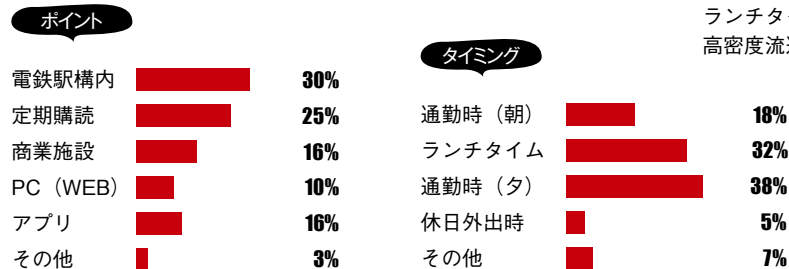 ポイント
電鉄駅構内 30%
定期購読 25%
商業施設 16%
PC（WEB） 10%
アプリ 16%
その他 3%
ランチタ
高密度流
タイミング
通勤時（朝） 18%
ランチタイム 32%
通勤時（夕） 38%
休日外出時 5%
その他 7%